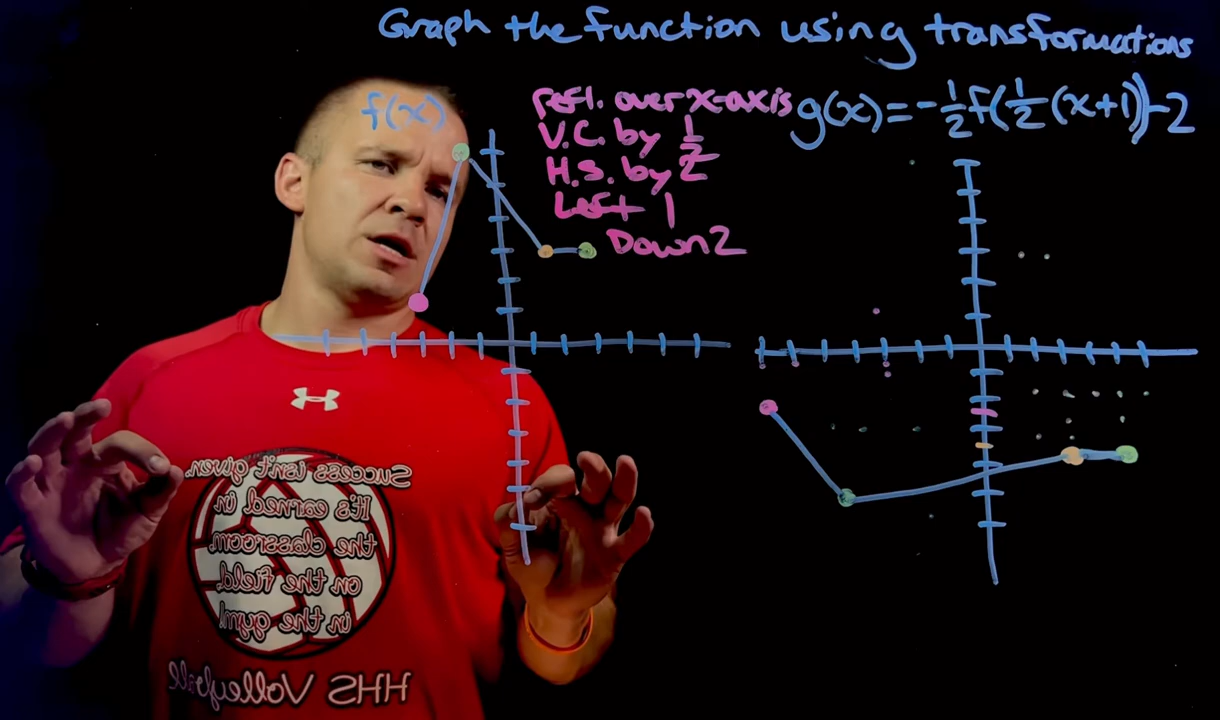 Graph the function using transformations
f(x)
refl. over x-axis
V.C. by 1/2
H.S. by 2
Left 1
Down 2
g(x) = -1/2 f(1/2 (x+1)) - 2
Success isn't given.
It's earned in
the classroom,
on the field,
in the gym!
HHS Volleyball